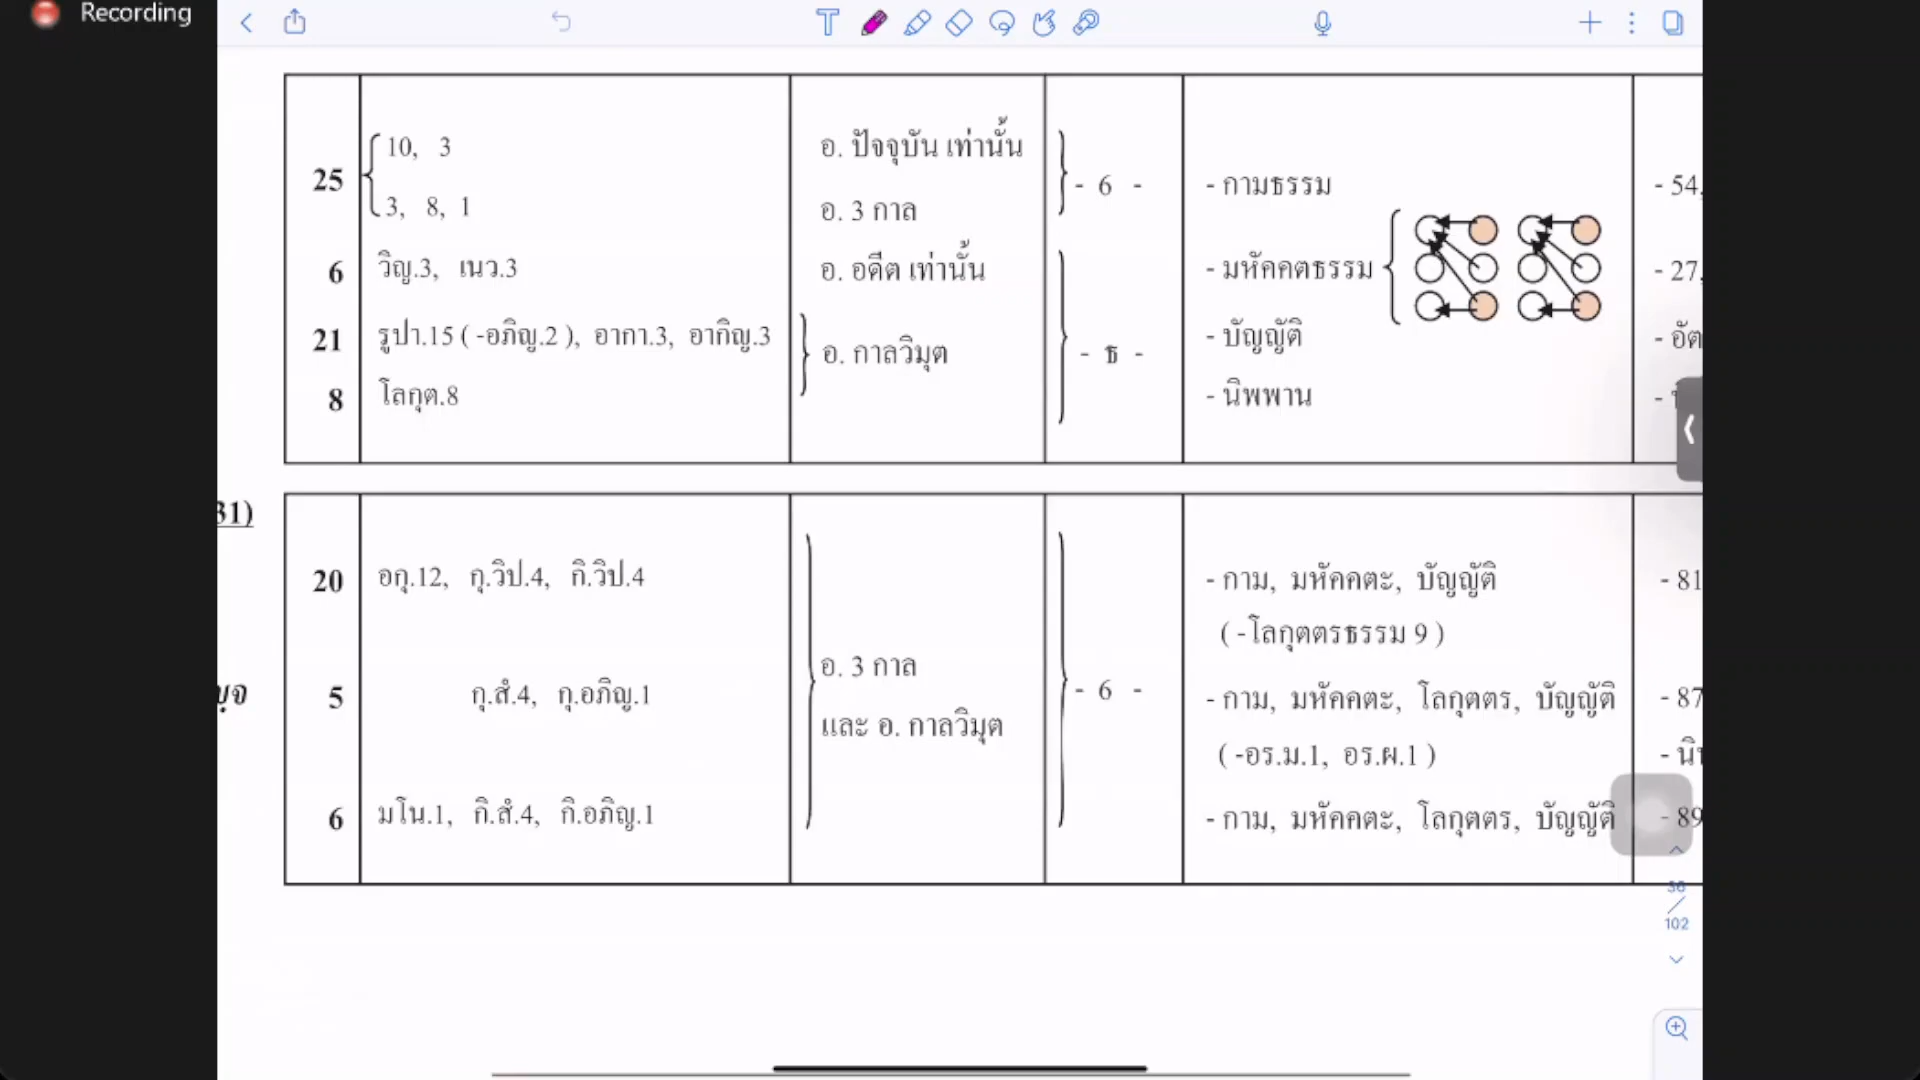 Recording
25 10, 3 อ. ปัจจุบัน เท่านั้น
3, 8, 1 อ. 3 กาล - 6 - - กามธรรม - 54,
6 วิญ.3, เนว.3 อ. อดีต เท่านั้น - มหัคคตธรรม - 27,
21 รูปา.15 ( -อภิญ.2 ), อากา.3, อากิญ.3 อ. กาลวิมุต - ธ - - บัญญัติ - อัต
8 โลกุต.8 - นิพพาน -
31)
20 อกุ.12, กุ.วิป.4, กิ.วิป.4 - กาม, มหัคคตะ, บัญญัติ - 81
( -โลกุตตรธรรม 9 )
5 กุ.สํ.4, กุ.อภิญ.1 อ. 3 กาล - 6 - - กาม, มหัคคตะ, โลกุตตร, บัญญัติ - 87
และ อ. กาลวิมุต ( -อร.ม.1, อร.ผ.1 ) - นิ
6 มโน.1, กิ.สํ.4, กิ.อภิญ.1 - กาม, มหัคคตะ, โลกุตตร, บัญญัติ - 89
36
102